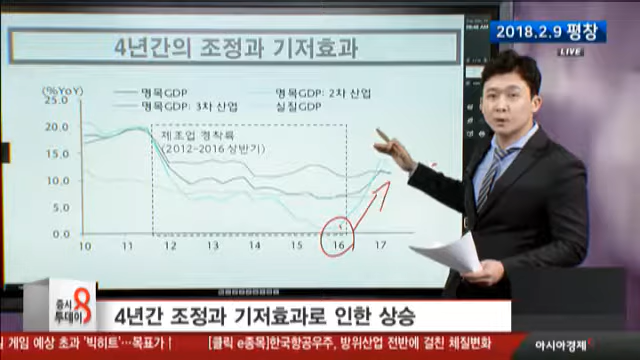 2018.2.9 평창
LIVE
4년간의 조정과 기저효과
(%YoY)
명목GDP
명목GDP: 2차 산업
명목GDP: 3차 산업
실질GDP
25.0
20.0
15.0
10.0
5.0
0.0
제조업 경착륙
(2012-2016 상반기)
10 11 12 13 14 15 16 17
증시
투데이 8
4년간 조정과 기저효과로 인한 상승
게임 예상 초과 '빅히트'…목표가 [클릭 e종목]한국항공우주, 방위산업 전반에 걸친 체질변화 아시아경제